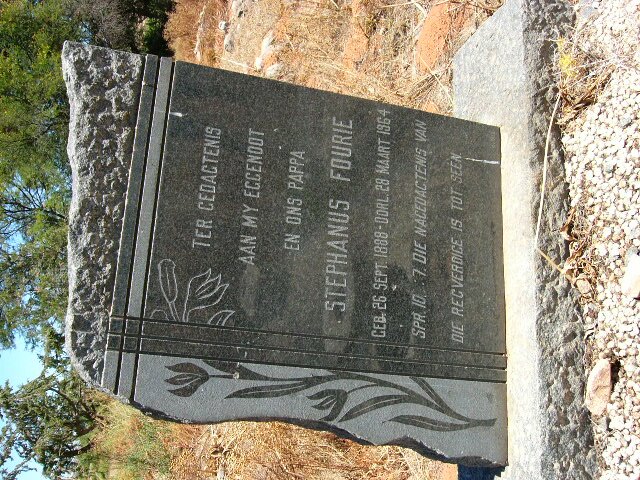 TER GEDAGTENIS
AAN MY EGGENOOT
EN ONS PAPPA
STEPHANUS FOURIE
GEB. 26 SEPT. 1888 - OORL. 29 MAART 1964
SPR. 10 : 7. DIE NAGEDAGTENIS VAN
DIE REGVERDIGE IS TOT SEËN